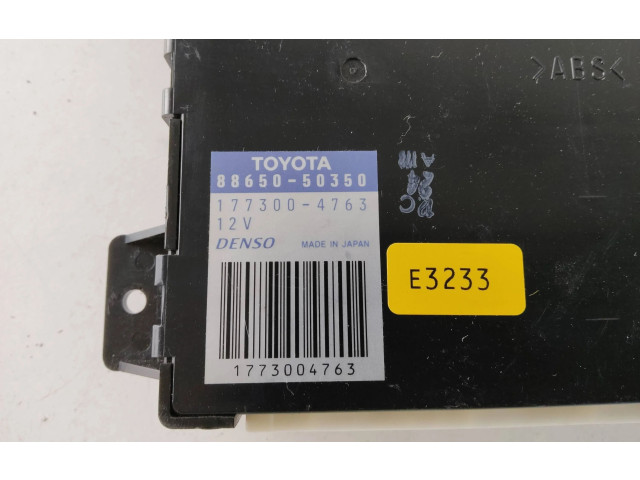 >ABS<
TOYOTA
88650-50350
177300-4763
12V
DENSO MADE IN JAPAN
1773004763
E3233